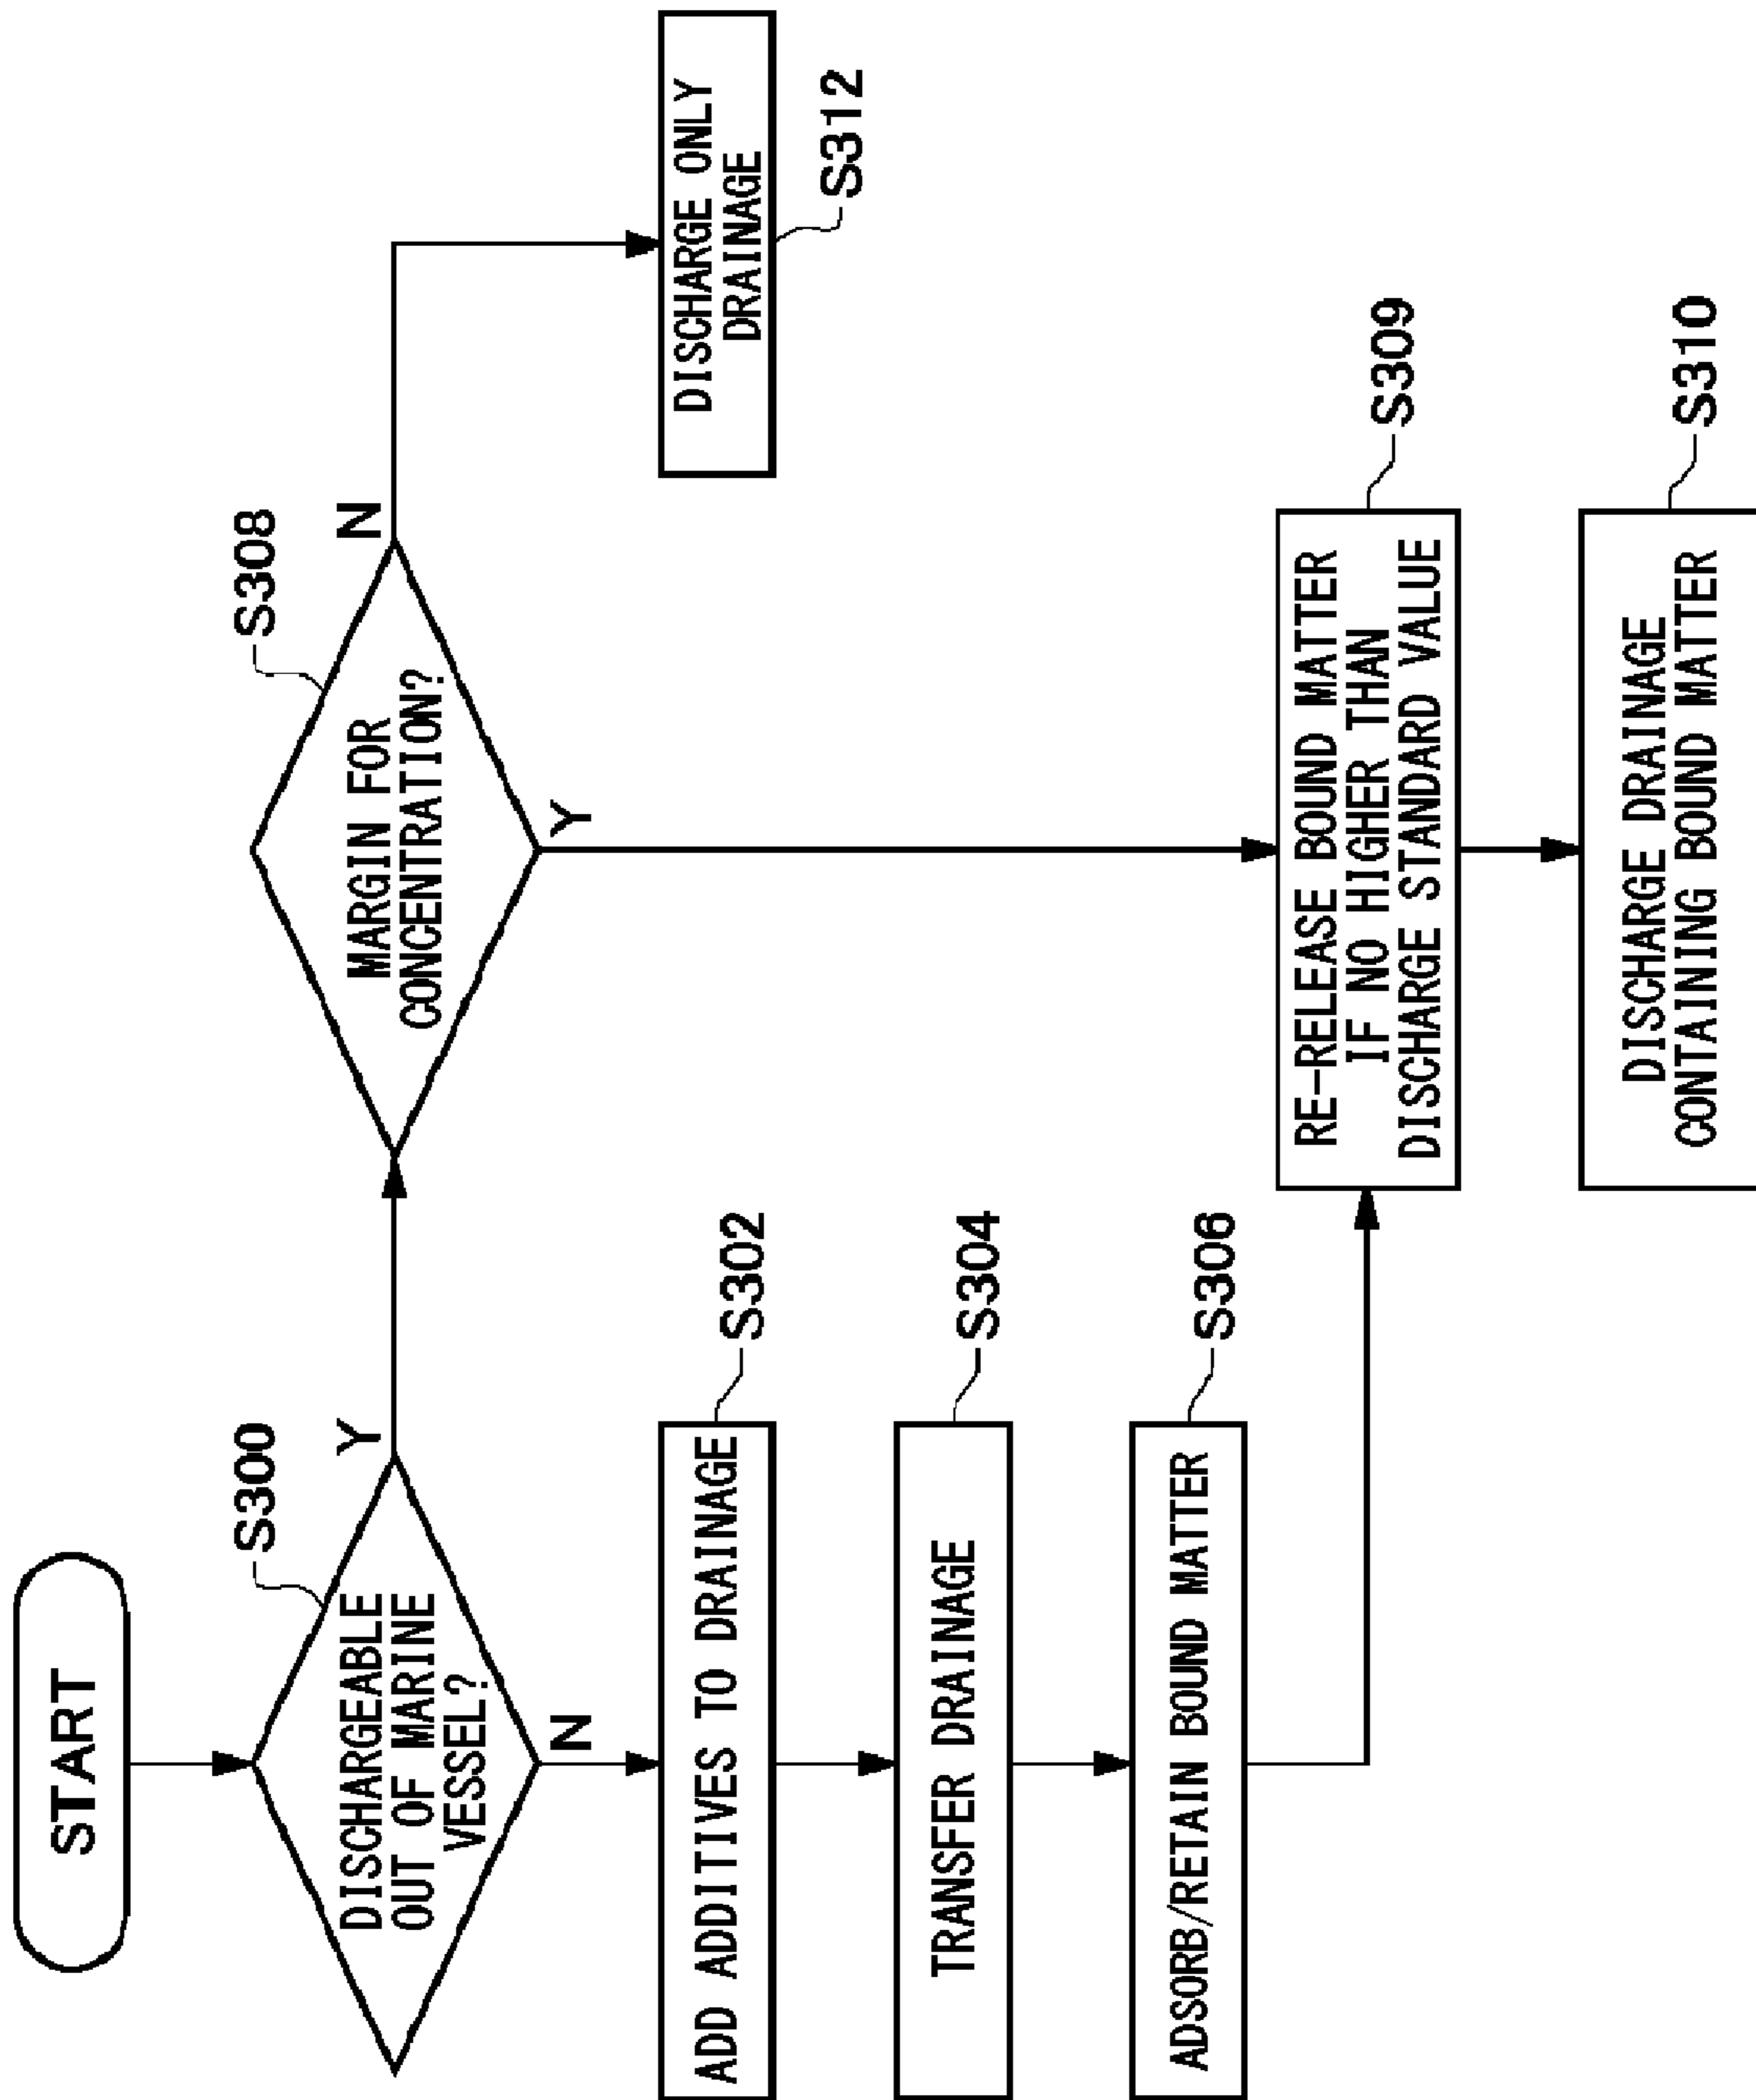 START
S300
DISCHARGEABLE
OUT OF MARINE
VESSEL?
Y
N
S308
MARGIN FOR
CONCENTRATION?
N
Y
DISCHARGE ONLY
DRAINAGE
S312
ADD ADDITIVES TO DRAINAGE
S302
TRANSFER DRAINAGE
S304
ADSORB/RETAIN BOUND MATTER
S306
RE-RELEASE BOUND MATTER
IF NO HIGHER THAN
DISCHARGE STANDARD VALUE
S309
DISCHARGE DRAINAGE
CONTAINING BOUND MATTER
S310